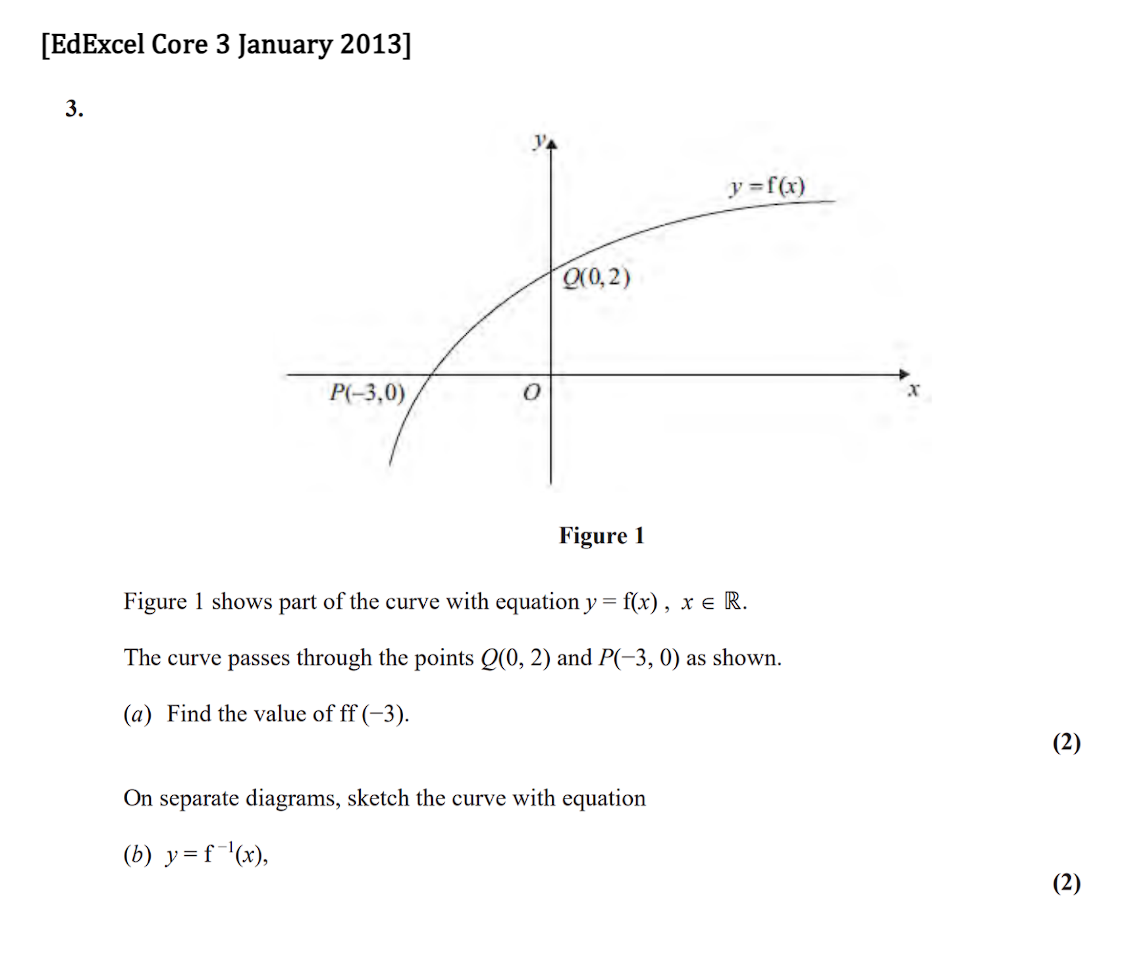 [EdExcel Core 3 January 2013]
3.
y
y = f(x)
Q(0, 2)
P(–3,0)
O
x
Figure 1
Figure 1 shows part of the curve with equation y = f(x) , x ∈ ℝ.
The curve passes through the points Q(0, 2) and P(−3, 0) as shown.
(a) Find the value of ff (−3).
(2)
On separate diagrams, sketch the curve with equation
(b) y = f⁻¹(x),
(2)